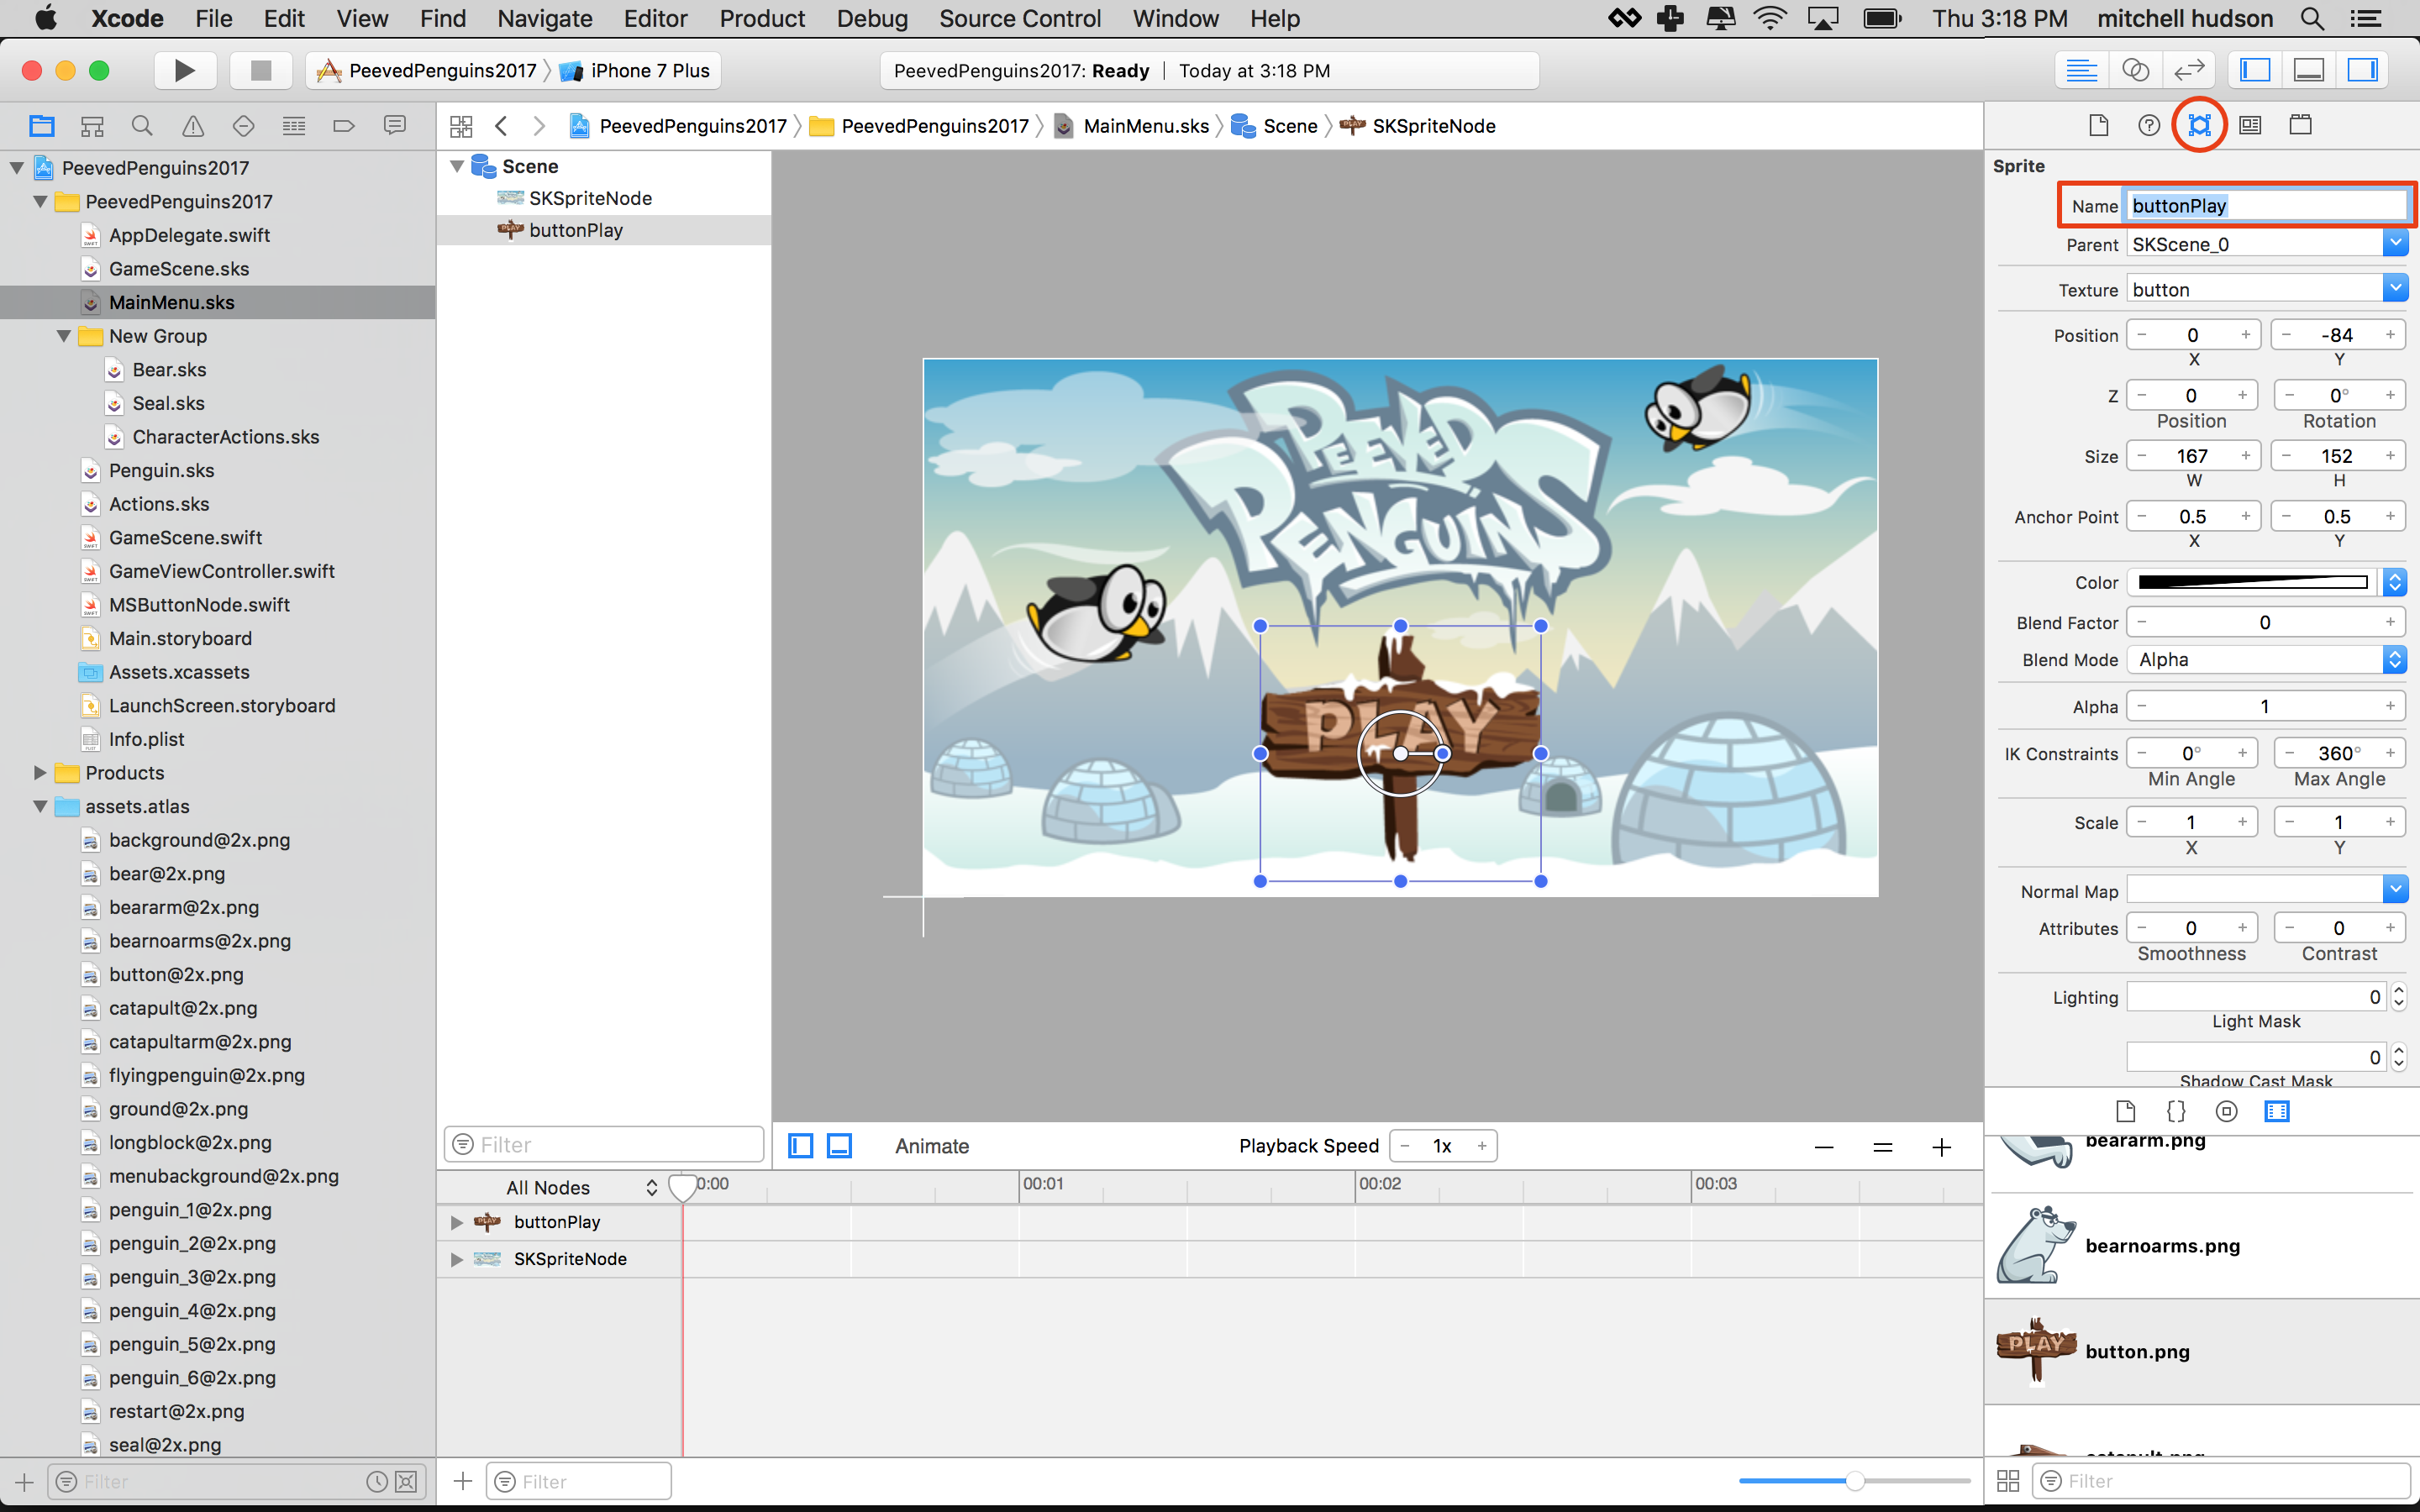 Xcode File Edit View Find Navigate Editor Product Debug Source Control Window Help Thu 3:18 PM mitchell hudson
PeevedPenguins2017 iPhone 7 Plus PeevedPenguins2017: Ready Today at 3:18 PM
PeevedPenguins2017 PeevedPenguins2017 MainMenu.sks Scene SKSpriteNode
PeevedPenguins2017
PeevedPenguins2017
AppDelegate.swift
GameScene.sks
MainMenu.sks
New Group
Bear.sks
Seal.sks
CharacterActions.sks
Penguin.sks
Actions.sks
GameScene.swift
GameViewController.swift
MSButtonNode.swift
Main.storyboard
Assets.xcassets
LaunchScreen.storyboard
Info.plist
Products
assets.atlas
background@2x.png
bear@2x.png
beararm@2x.png
bearnoarms@2x.png
button@2x.png
catapult@2x.png
catapultarm@2x.png
flyingpenguin@2x.png
ground@2x.png
longblock@2x.png
menubackground@2x.png
penguin_1@2x.png
penguin_2@2x.png
penguin_3@2x.png
penguin_4@2x.png
penguin_5@2x.png
penguin_6@2x.png
restart@2x.png
seal@2x.png
Filter
Scene
SKSpriteNode
buttonPlay
Filter
PEEVED
PENGUINS
PLAY
Animate Playback Speed 1x
All Nodes 0:00 00:01 00:02 00:03
buttonPlay
SKSpriteNode
Filter
Sprite
Name buttonPlay
Parent SKScene_0
Texture button
Position 0 -84
X Y
Z 0 0°
Position Rotation
Size 167 152
W H
Anchor Point 0.5 0.5
X Y
Color
Blend Factor 0
Blend Mode Alpha
Alpha 1
IK Constraints 0° 360°
Min Angle Max Angle
Scale 1 1
X Y
Normal Map
Attributes 0 0
Smoothness Contrast
Lighting 0
Light Mask
0
Shadow Cast Mask
beararm.png
bearnoarms.png
PLAY
button.png
catapult.png
Filter